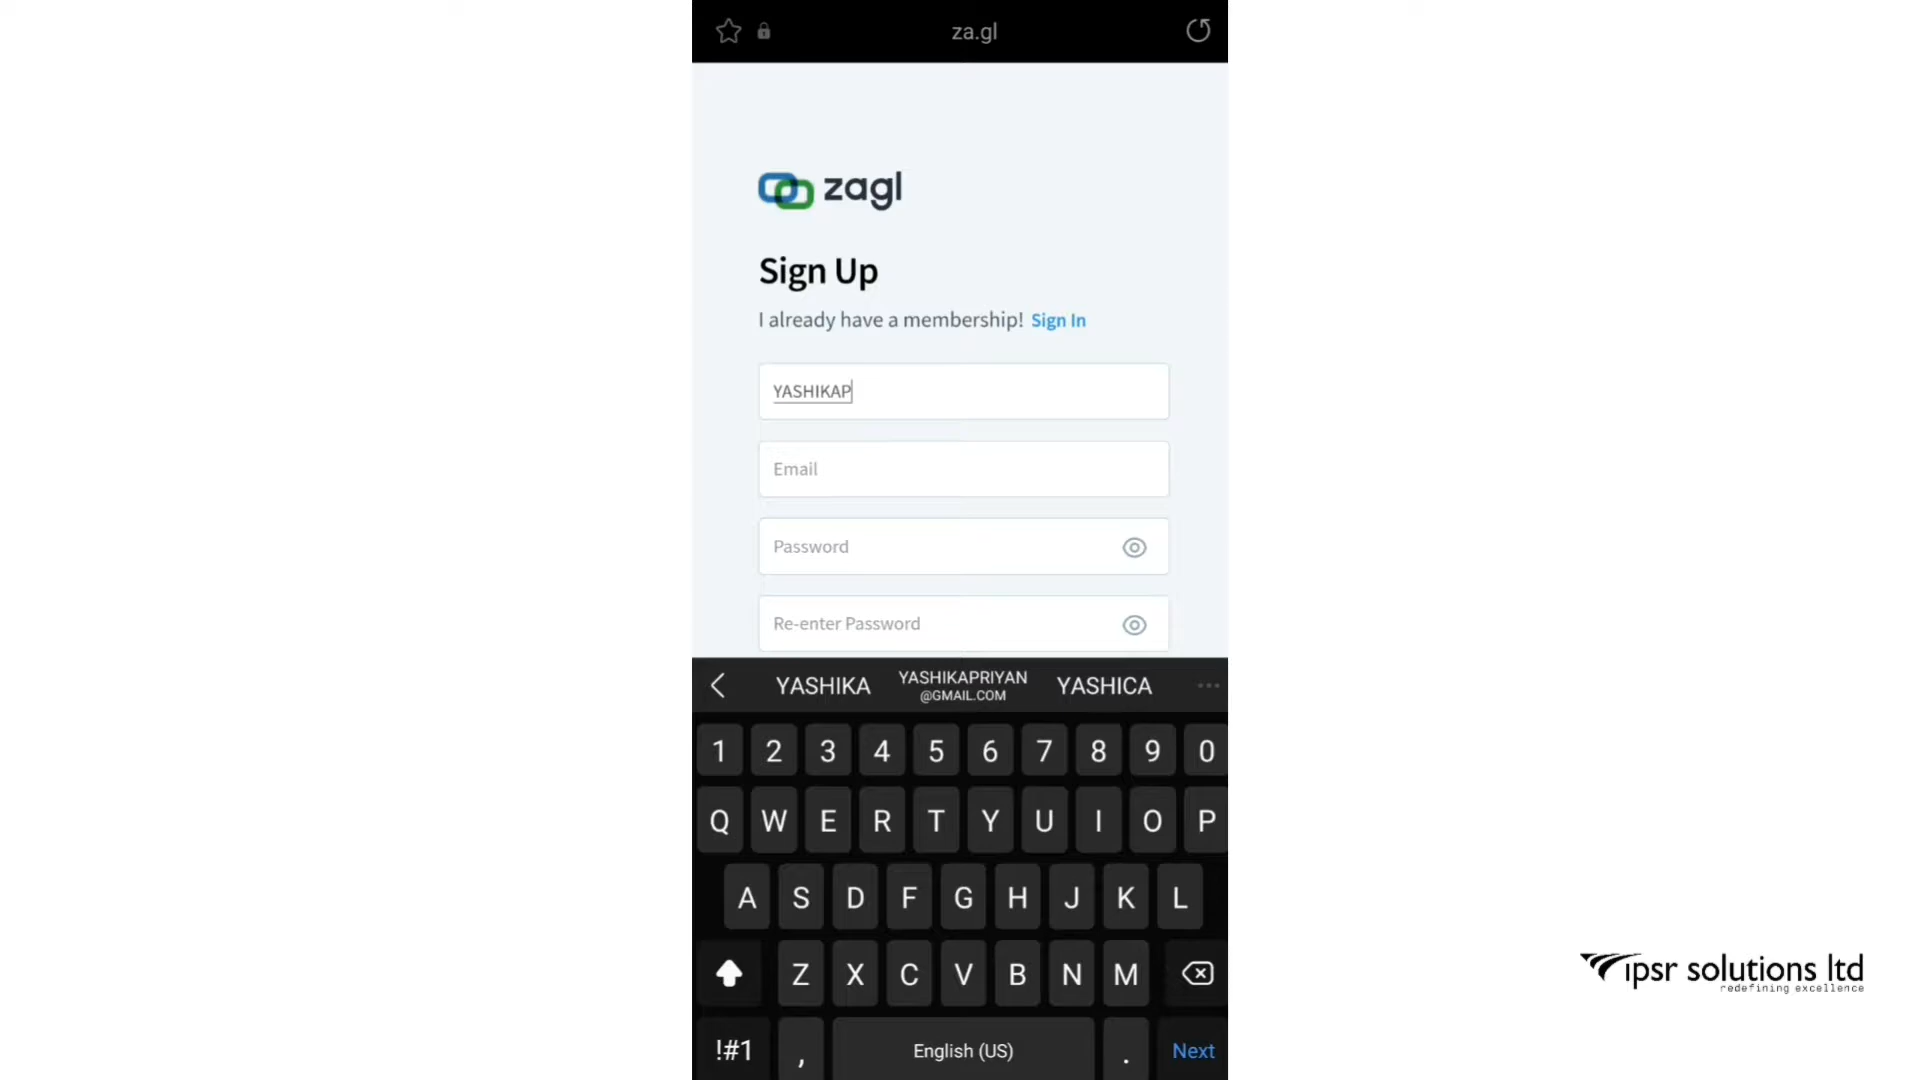 za.gl
zagl
Sign Up
I already have a membership! Sign In
YASHIKAP
Email
Password
Re-enter Password
YASHIKA YASHIKAPRIYAN @GMAIL.COM YASHICA
1 2 3 4 5 6 7 8 9 0
Q W E R T Y U I O P
A S D F G H J K L
Z X C V B N M
!#1 , English (US) . Next
ipsr solutions ltd
redefining excellence